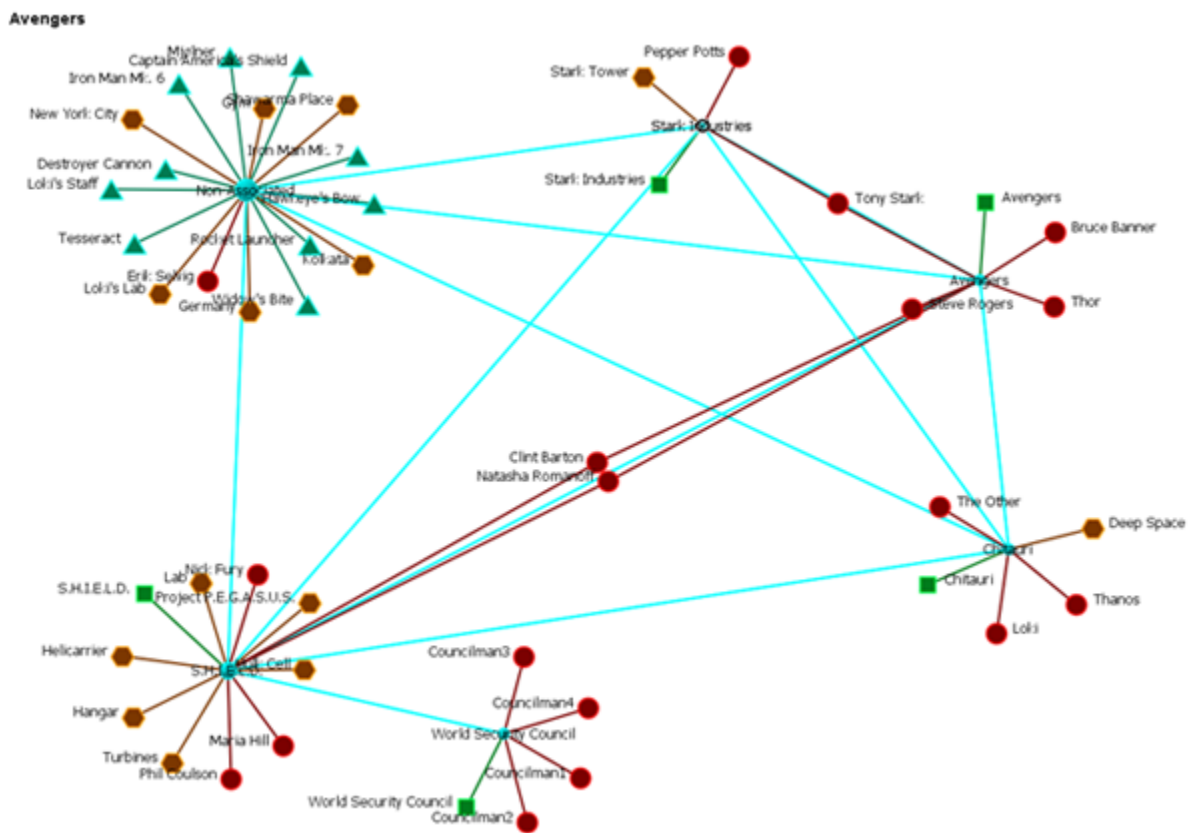 Avengers
Mjolner
Captain America's Shield
Iron Man Mk. 6
New York City
Gym
Shawarma Place
Iron Man Mk. 7
Destroyer Cannon
Loki's Staff
Non-Associated
Hawkeye's Bow
Tesseract
Rocket Launcher
Kolkata
Erik Selvig
Loki's Lab
Widow's Bite
Germany
Pepper Potts
Stark Tower
Stark Industries
Stark Industries
Tony Stark
Avengers
Bruce Banner
Avengers
Steve Rogers
Thor
Clint Barton
Natasha Romanoff
The Other
Deep Space
Chitauri
Chitauri
Thanos
Loki
Nick Fury
Lab
S.H.I.E.L.D.
Project P.E.G.A.S.U.S.
Helicarrier
Cell
S.H.I.E.L.D.
Hangar
Maria Hill
Turbines
Phil Coulson
Councilman3
Councilman4
World Security Council
Councilman1
World Security Council
Councilman2